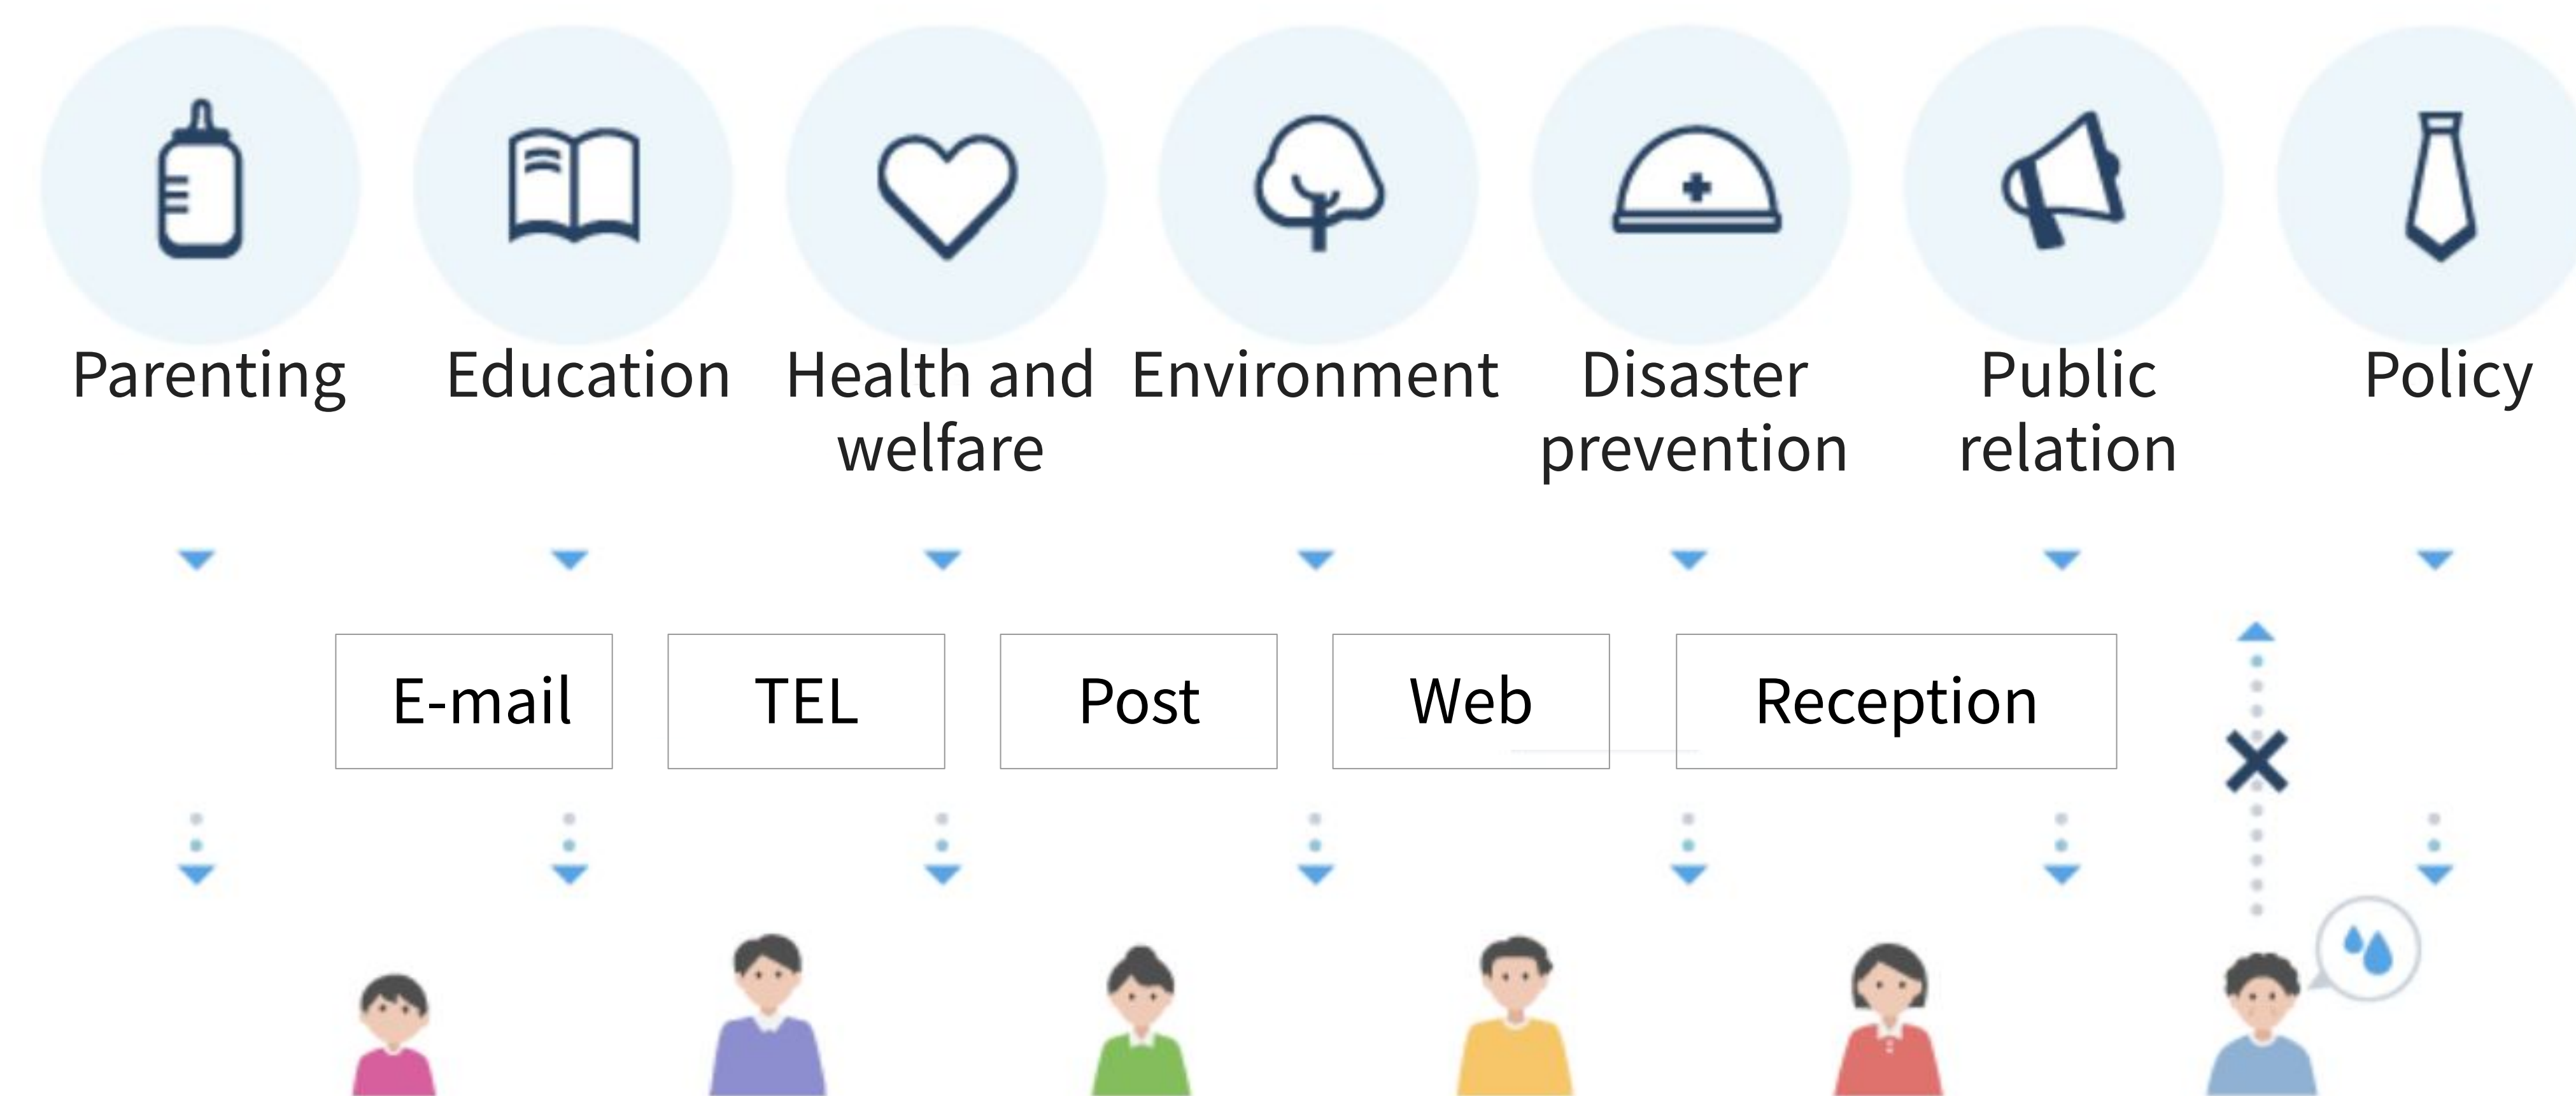 Parenting
Education
Health and
welfare
Environment
Disaster
prevention
Public
relation
Policy
E-mail
TEL
Post
Web
Reception